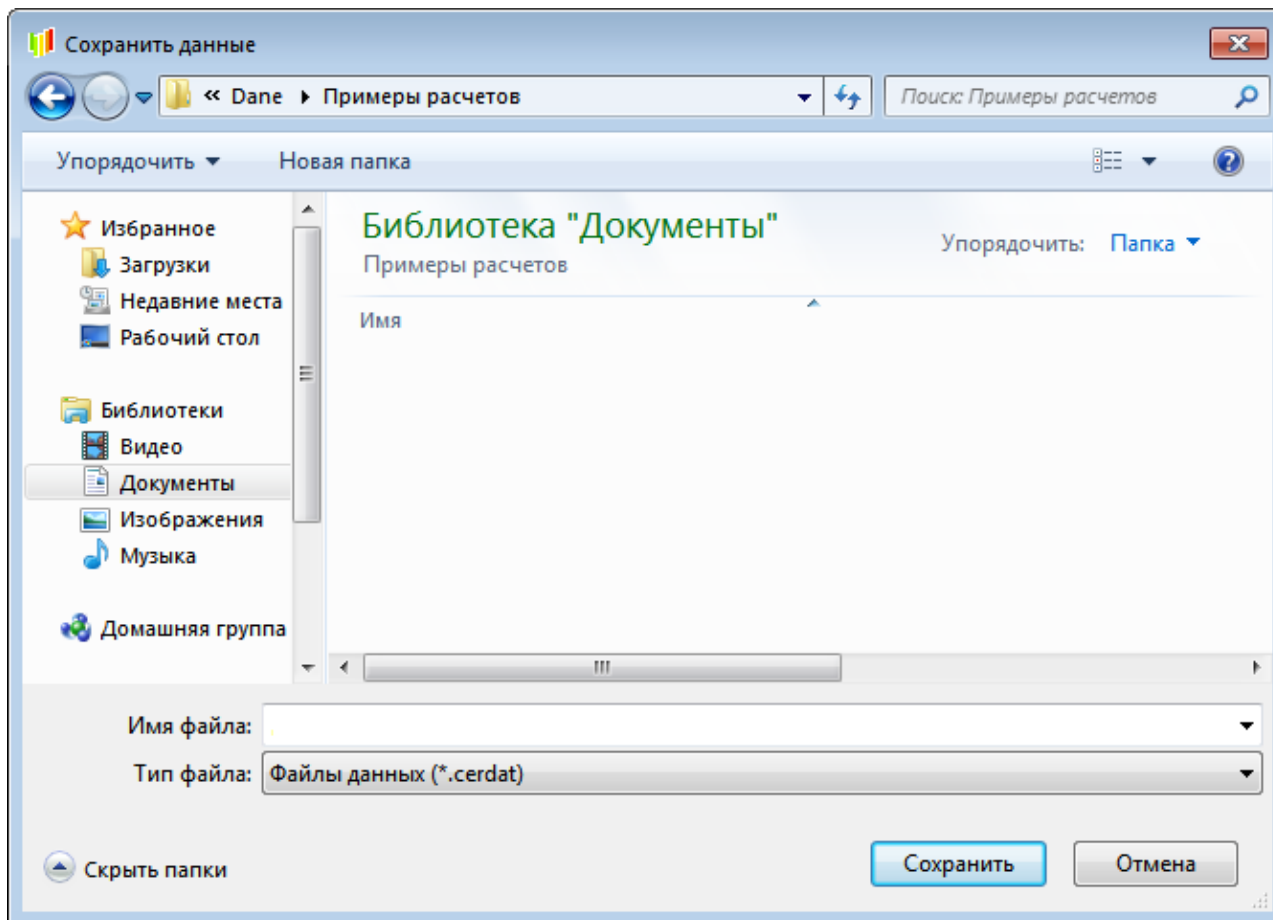 Сохранить данные
« Dane ▸ Примеры расчетов
Поиск: Примеры расчетов
Упорядочить ▼ Новая папка
Избранное
Загрузки
Недавние места
Рабочий стол
Библиотеки
Видео
Документы
Изображения
Музыка
Домашняя группа
Библиотека "Документы"
Примеры расчетов
Упорядочить: Папка ▼
Имя
Имя файла:
Тип файла: Файлы данных (*.cerdat)
Скрыть папки
Сохранить
Отмена